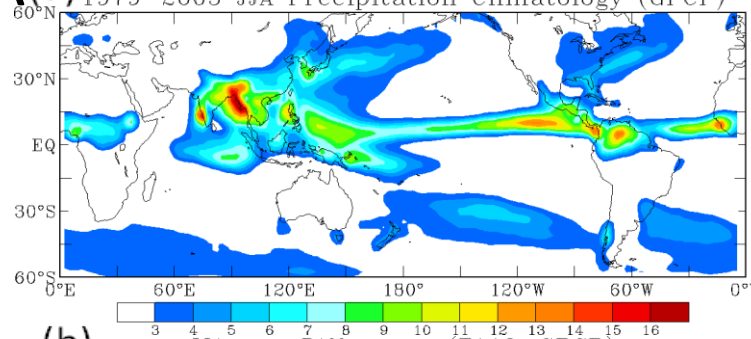 1979 2005 JJA Precipitation Climatology (GPCP)
60°N
30°N
EQ
30°S
60°S
0°E 60°E 120°E 180° 120°W 60°W 0°E
3 4 5 6 7 8 9 10 11 12 13 14 15 16
(b)